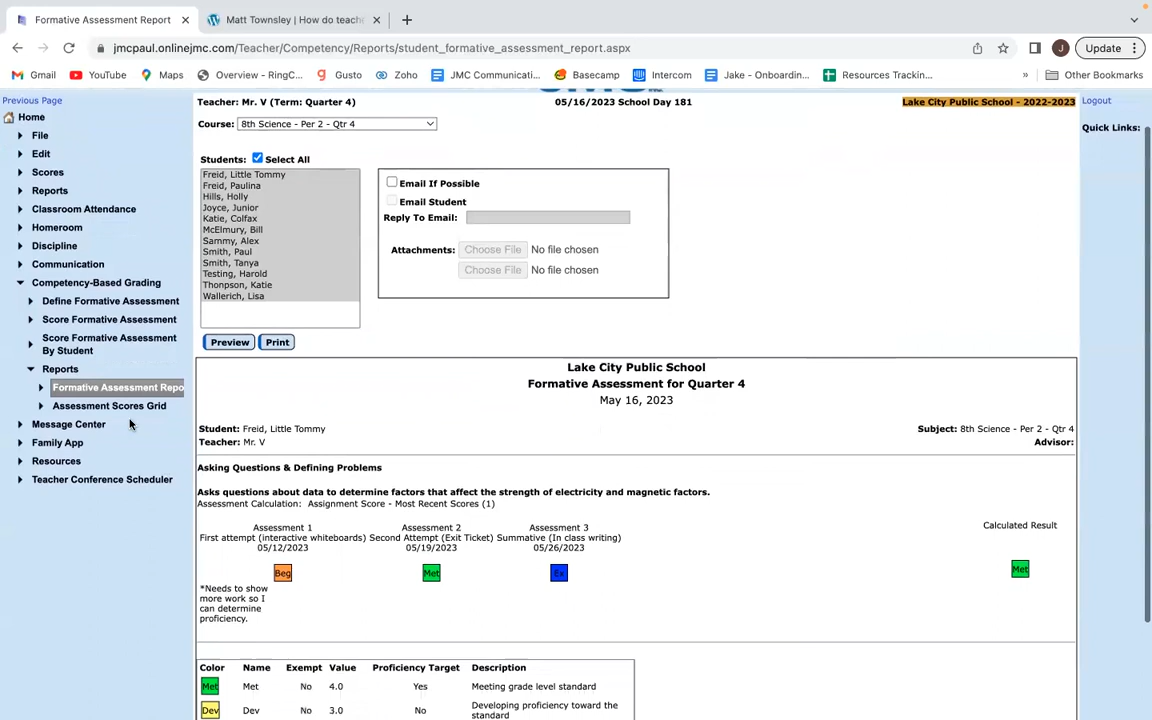 Formative Assessment Report
Matt Townsley | How do teach
jmcpaul.onlinejmc.com/Teacher/Competency/Reports/student_formative_assessment_report.aspx
J
Update
Gmail YouTube Maps Overview - RingC... Gusto Zoho JMC Communicati... Basecamp Intercom Jake - Onboardin... Resources Trackin... » Other Bookmarks
Previous Page
Home
File
Edit
Scores
Reports
Classroom Attendance
Homeroom
Discipline
Communication
Competency-Based Grading
Define Formative Assessment
Score Formative Assessment
Score Formative Assessment
By Student
Reports
Formative Assessment Repo
Assessment Scores Grid
Message Center
Family App
Resources
Teacher Conference Scheduler
Teacher: Mr. V (Term: Quarter 4) 05/16/2023 School Day 181 Lake City Public School - 2022-2023
Course: 8th Science - Per 2 - Qtr 4
Students: Select All
Freid, Little Tommy
Freid, Paulina
Hills, Holly
Joyce, Junior
Katie, Colfax
McElmury, Bill
Sammy, Alex
Smith, Paul
Smith, Tanya
Testing, Harold
Thonpson, Katie
Wallerich, Lisa
Email If Possible
Email Student
Reply To Email:
Attachments: Choose File No file chosen
Choose File No file chosen
Preview Print
Lake City Public School
Formative Assessment for Quarter 4
May 16, 2023
Student: Freid, Little Tommy Subject: 8th Science - Per 2 - Qtr 4
Teacher: Mr. V Advisor:
Asking Questions & Defining Problems
Asks questions about data to determine factors that affect the strength of electricity and magnetic factors.
Assessment Calculation: Assignment Score - Most Recent Scores (1)
Assessment 1 Assessment 2 Assessment 3 Calculated Result
First attempt (interactive whiteboards) Second Attempt (Exit Ticket) Summative (In class writing)
05/12/2023 05/19/2023 05/26/2023
Beg Met Ex Met
*Needs to show
more work so I
can determine
proficiency.
Color Name Exempt Value Proficiency Target Description
Met Met No 4.0 Yes Meeting grade level standard
Dev Dev No 3.0 No Developing proficiency toward the
standard
Logout
Quick Links: